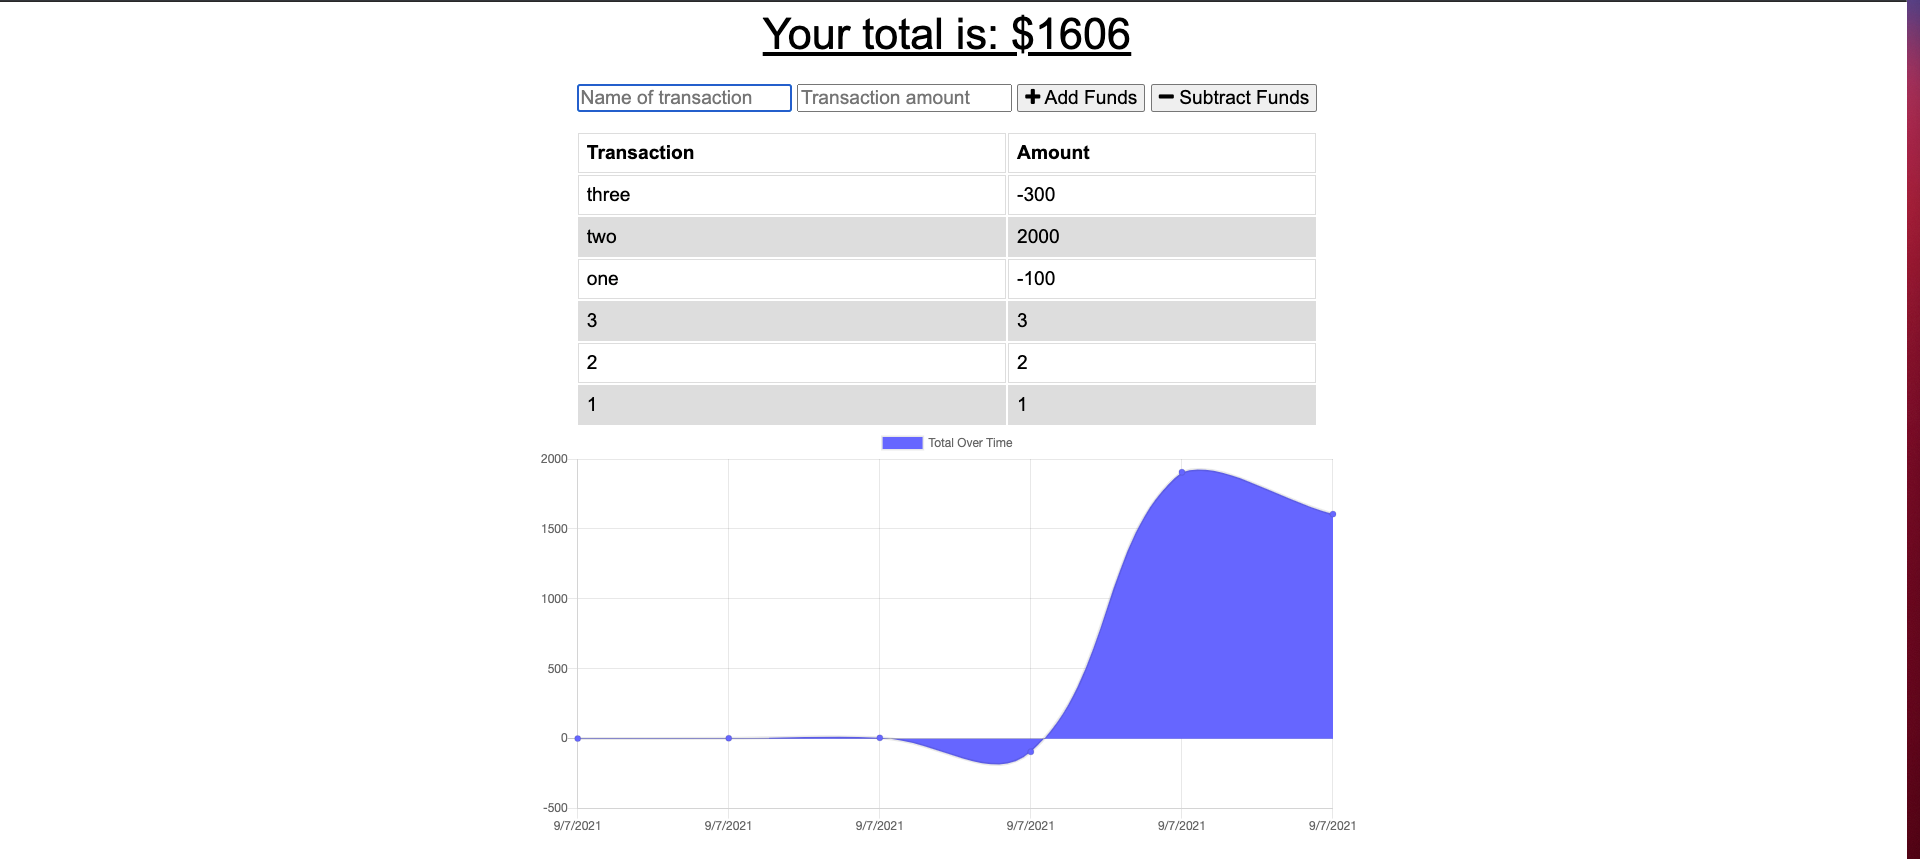 Your total is: $1606
Name of transaction Transaction amount Add Funds Subtract Funds
Transaction Amount
three -300
two 2000
one -100
3 3
2 2
1 1
Total Over Time
2000
1500
1000
500
0
-500
9/7/2021 9/7/2021 9/7/2021 9/7/2021 9/7/2021 9/7/2021